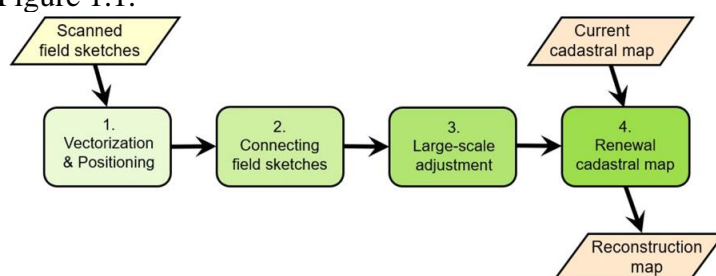 Figure 1.1.
Scanned
field sketches
Current
cadastral map
1.
Vectorization
& Positioning
2.
Connecting
field sketches
3.
Large-scale
adjustment
4.
Renewal
cadastral map
Reconstruction
map